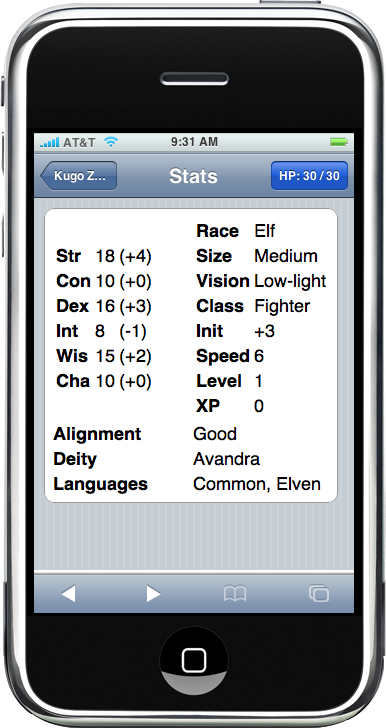 AT&T 9:31 AM
Kugo Z... Stats HP: 30 / 30
Race Elf
Str 18 (+4) Size Medium
Con 10 (+0) Vision Low-light
Dex 16 (+3) Class Fighter
Int 8 (-1) Init +3
Wis 15 (+2) Speed 6
Cha 10 (+0) Level 1
XP 0
Alignment Good
Deity Avandra
Languages Common, Elven